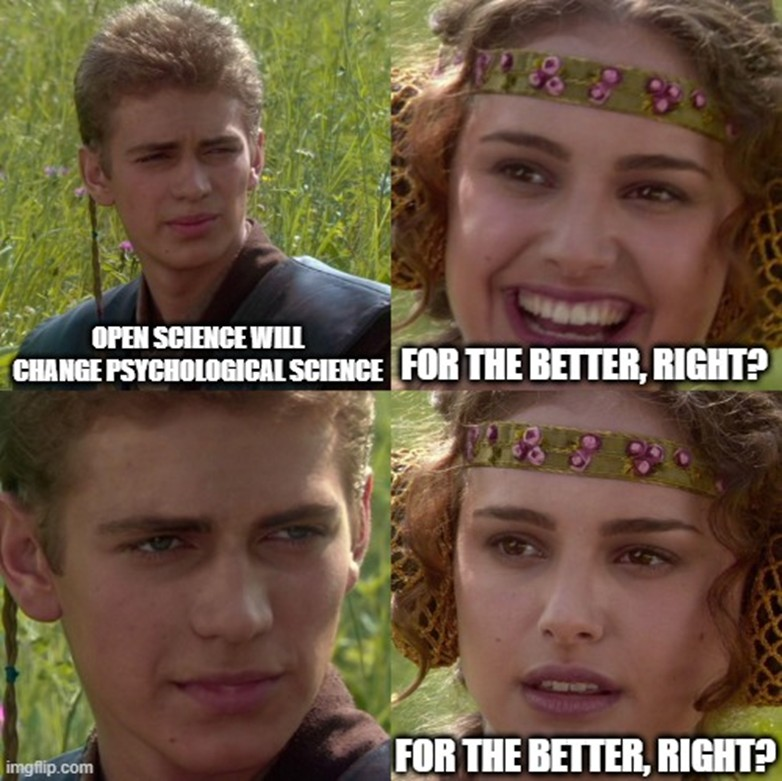 OPEN SCIENCE WILL
CHANGE PSYCHOLOGICAL SCIENCE
FOR THE BETTER, RIGHT?
FOR THE BETTER, RIGHT?
imgflip.com